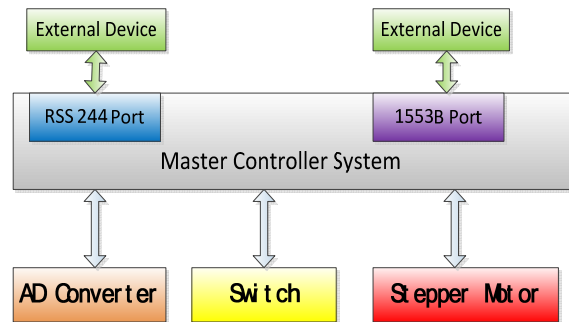 External Device
External Device
RSS 244 Port
1553B Port
Master Controller System
AD Converter
Switch
Stepper Motor